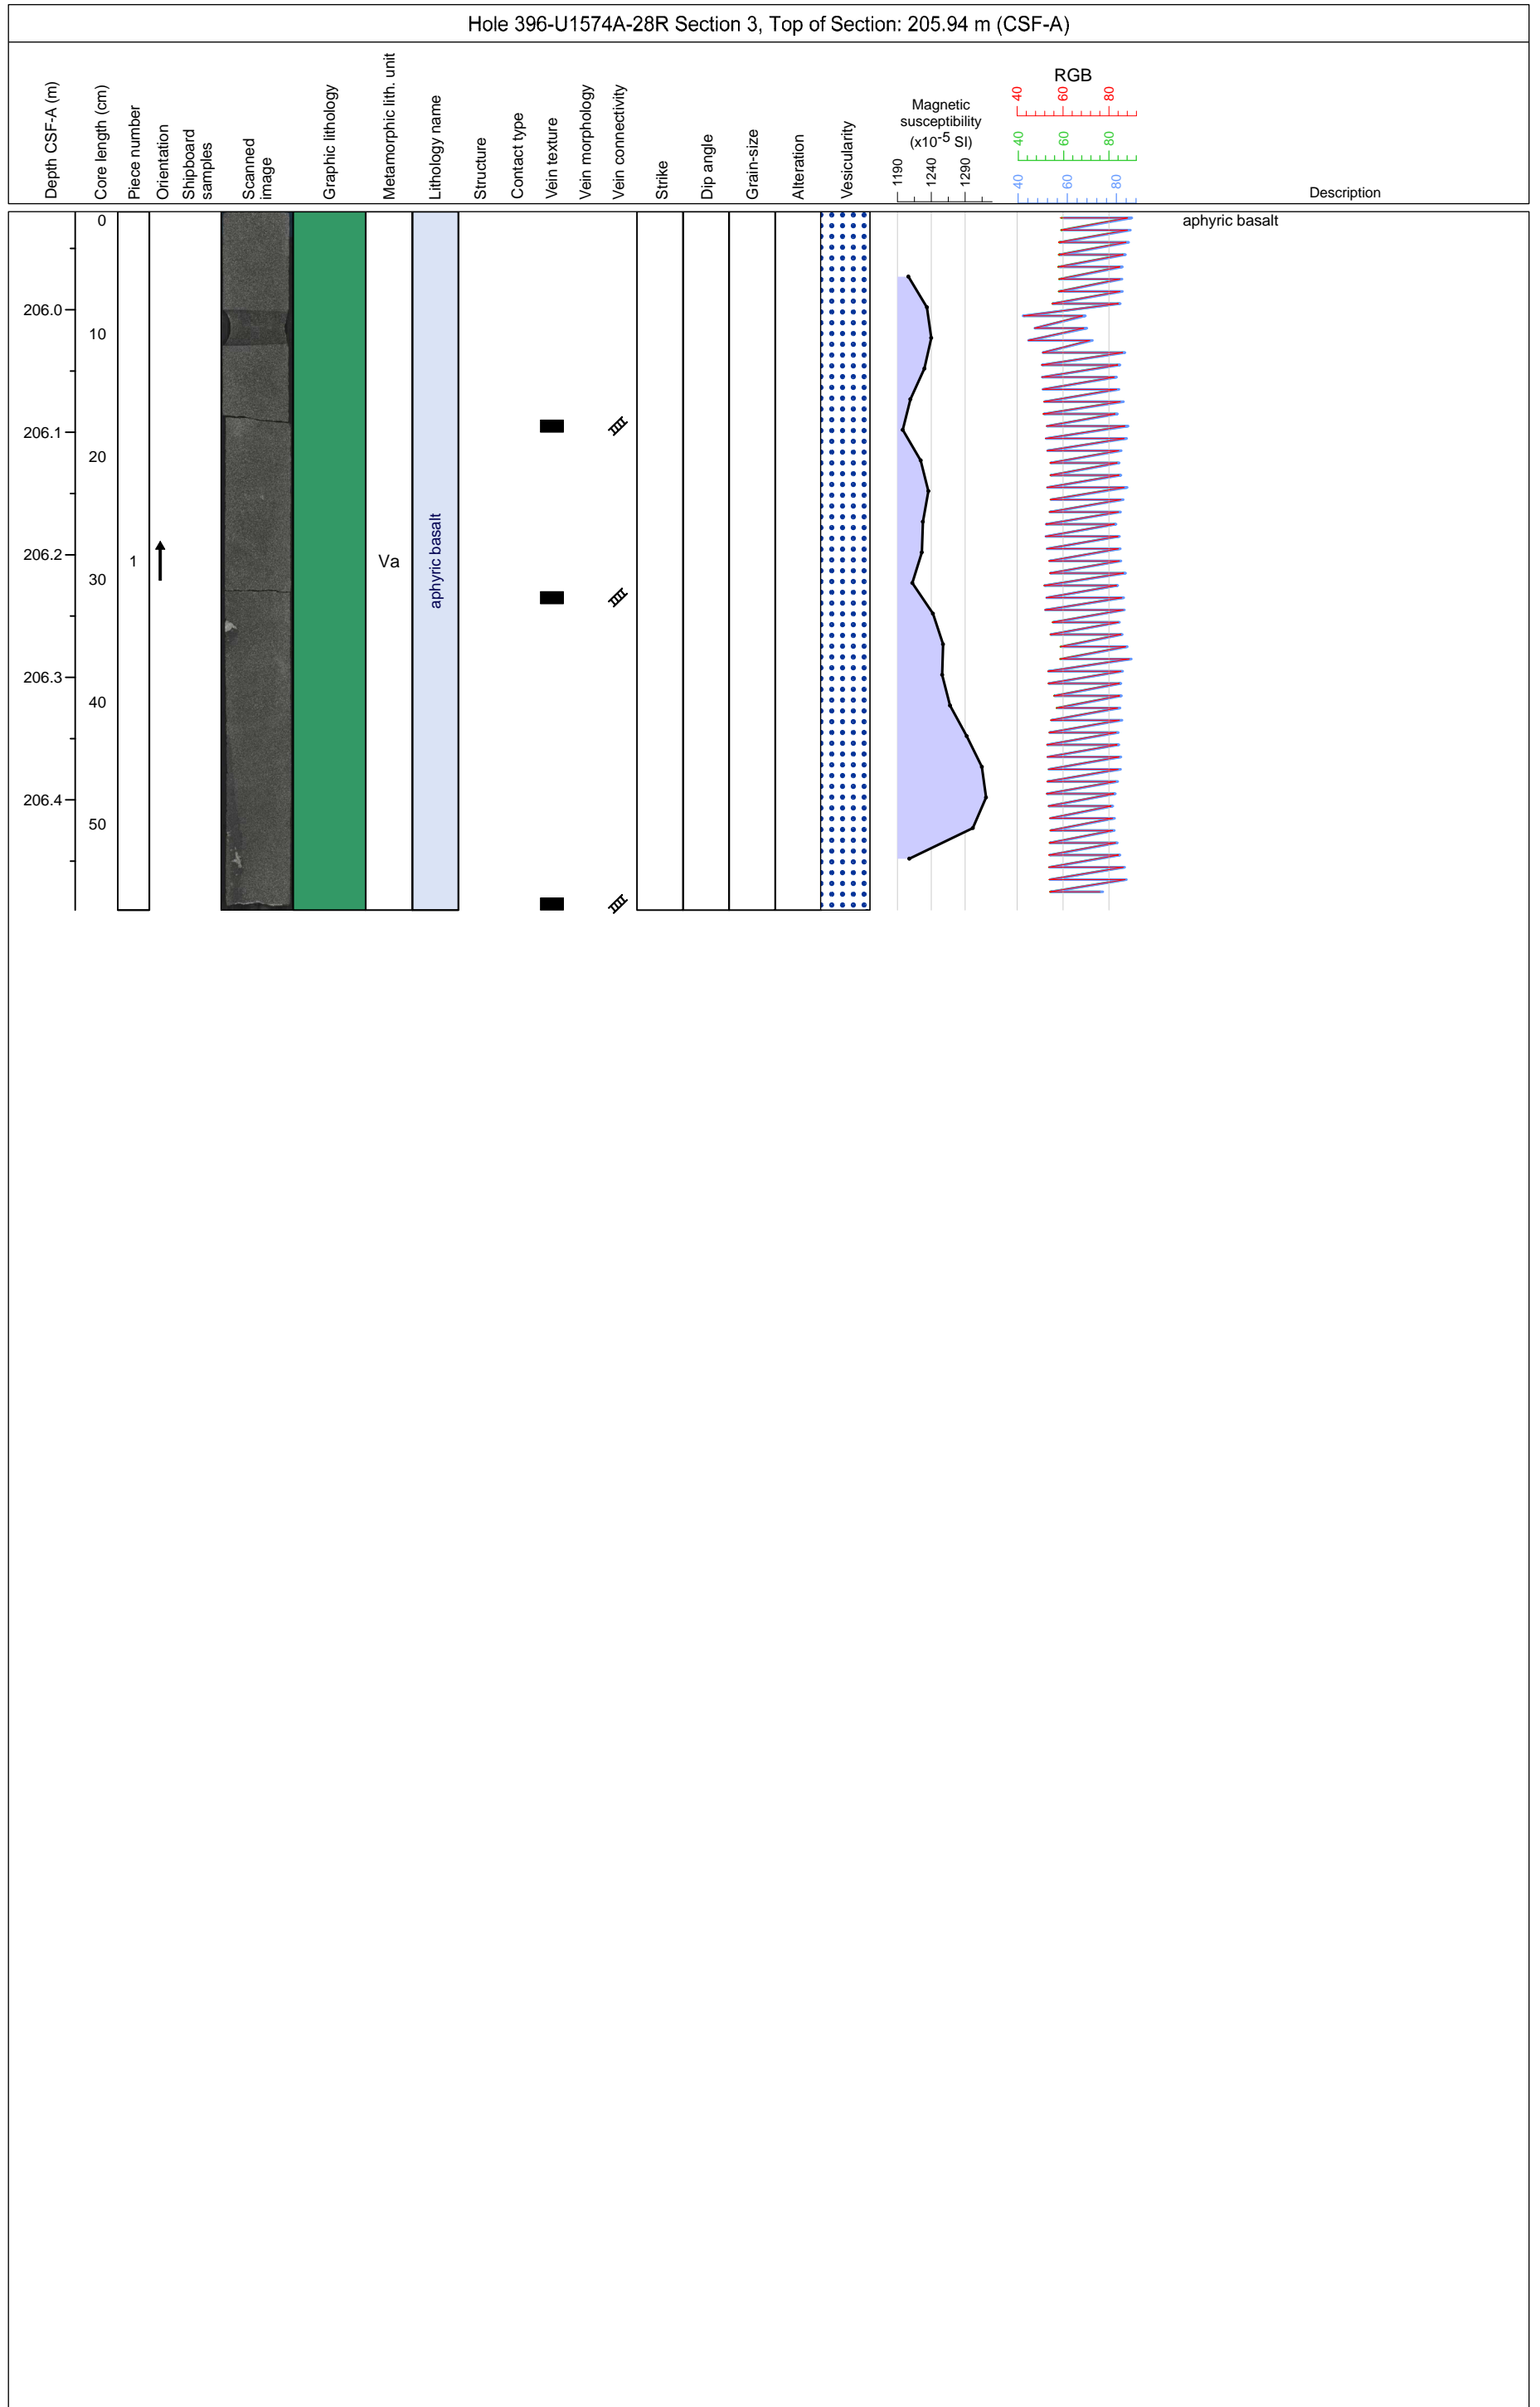 Hole 396-U1574A-28R Section 3, Top of Section: 205.94 m (CSF-A)
Depth CSF-A (m)
Core length (cm)
Piece number
Orientation
Shipboard
samples
Scanned
image
Graphic lithology
Metamorphic lith. unit
Lithology name
Structure
Contact type
Vein texture
Vein morphology
Vein connectivity
Strike
Dip angle
Grain-size
Alteration
Vesicularity
Magnetic
susceptibility
(x10-5 SI)
1190
1240
1290
RGB
40
60
80
40
60
80
40
60
80
Description
0
aphyric basalt
206.0
10
206.1
20
206.2
1
Va
aphyric basalt
30
206.3
40
206.4
50